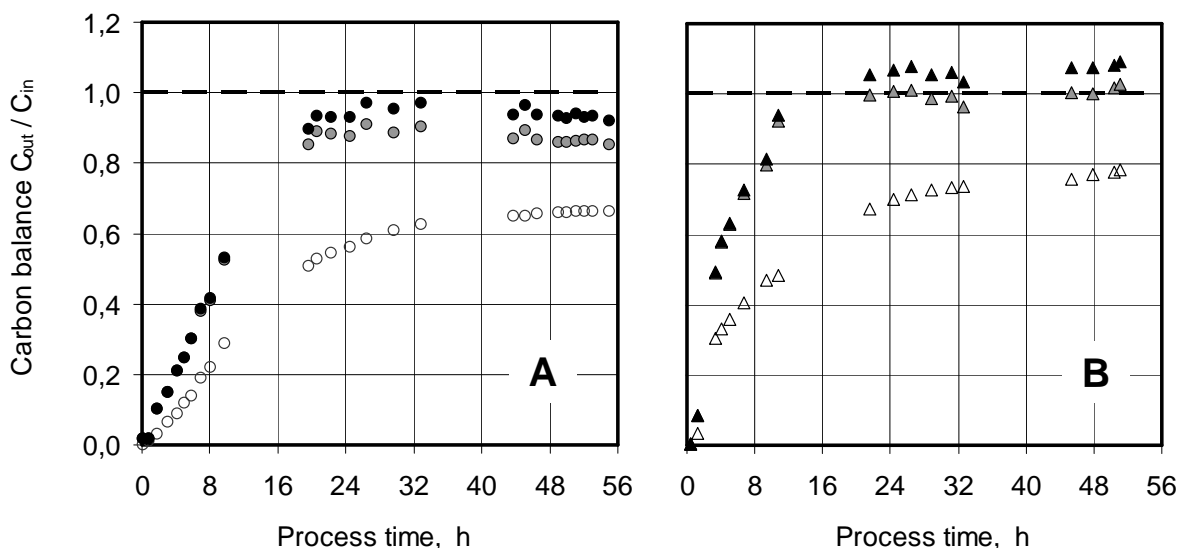 Carbon balance Cout / Cin
1,2
1,0
0,8
0,6
0,4
0,2
0,0
A
B
0 8 16 24 32 40 48 56
0 8 16 24 32 40 48 56
Process time, h
Process time, h